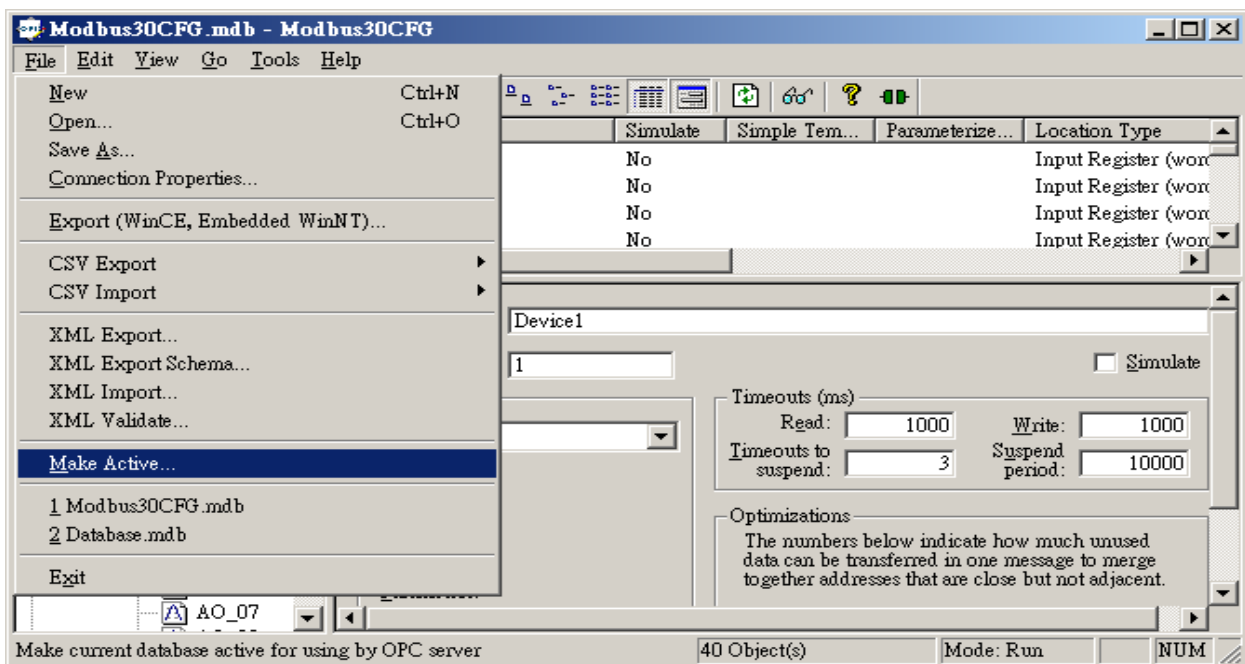 Modbus30CFG.mdb - Modbus30CFG
File Edit View Go Tools Help
New Ctrl+N
Open... Ctrl+O
Save As...
Connection Properties...
Export (WinCE, Embedded WinNT)...
CSV Export
CSV Import
XML Export...
XML Export Schema...
XML Import...
XML Validate...
Make Active...
1 Modbus30CFG.mdb
2 Database.mdb
Exit
Simulate Simple Tem... Parameterize... Location Type
No Input Register (word
No Input Register (word
No Input Register (word
No Input Register (word
Device1
1
Simulate
Timeouts (ms)
Read: 1000 Write: 1000
Timeouts to suspend: 3 Suspend period: 10000
Optimizations
The numbers below indicate how much unused
data can be transferred in one message to merge
together addresses that are close but not adjacent.
AO_07
Make current database active for using by OPC server 40 Object(s) Mode: Run NUM